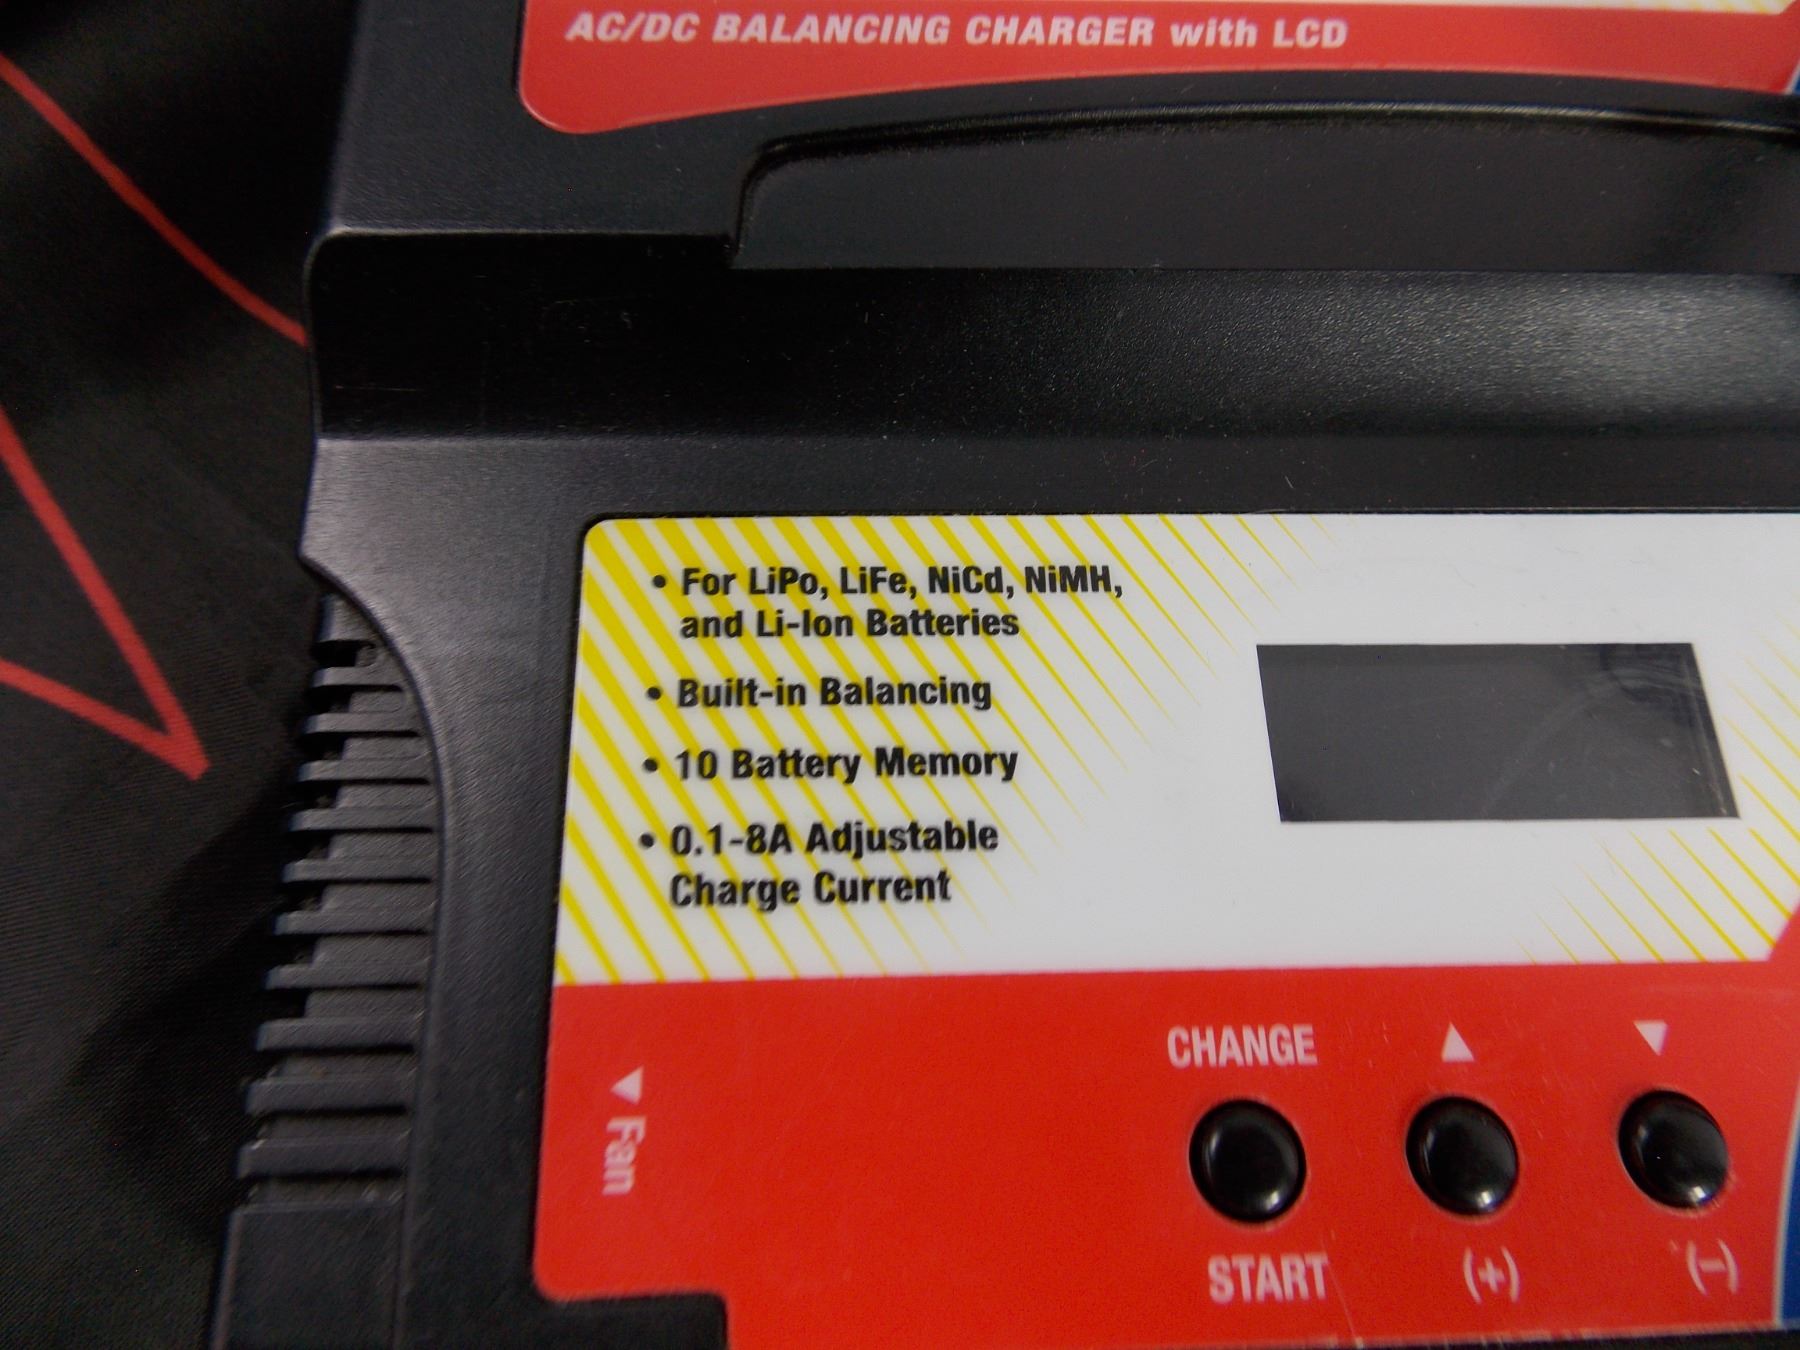 AC/DC BALANCING CHARGER with LCD
• For LiPo, LiFe, NiCd, NiMH,
and Li-Ion Batteries
• Built-in Balancing
• 10 Battery Memory
• 0.1-8A Adjustable
Charge Current
CHANGE ▲ ▼
▼ Fan
START (+) (–)